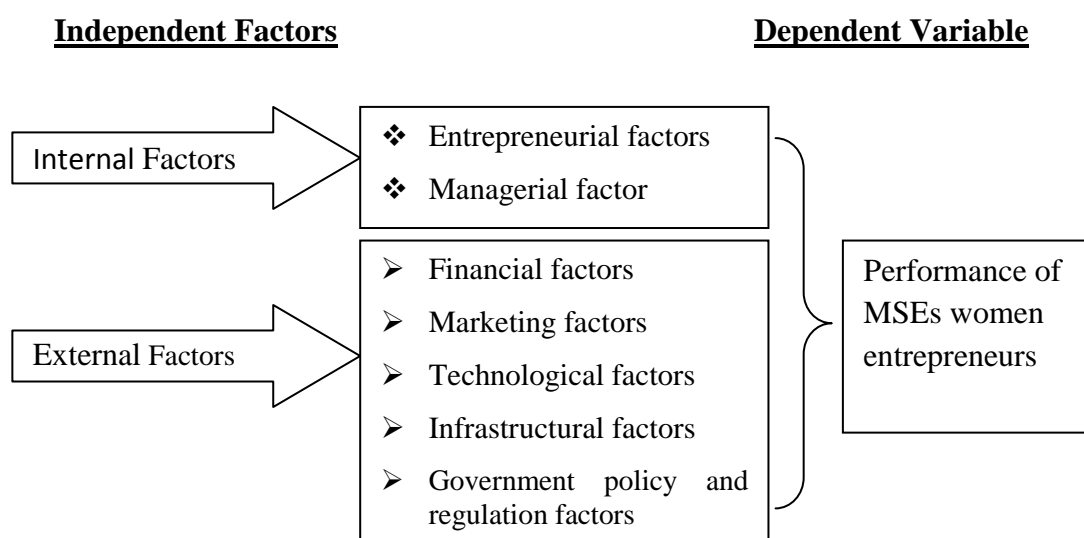 Independent Factors
Dependent Variable
Internal Factors
❖ Entrepreneurial factors
❖ Managerial factor
External Factors
➢ Financial factors
➢ Marketing factors
➢ Technological factors
➢ Infrastructural factors
➢ Government policy and
regulation factors
Performance of
MSEs women
entrepreneurs